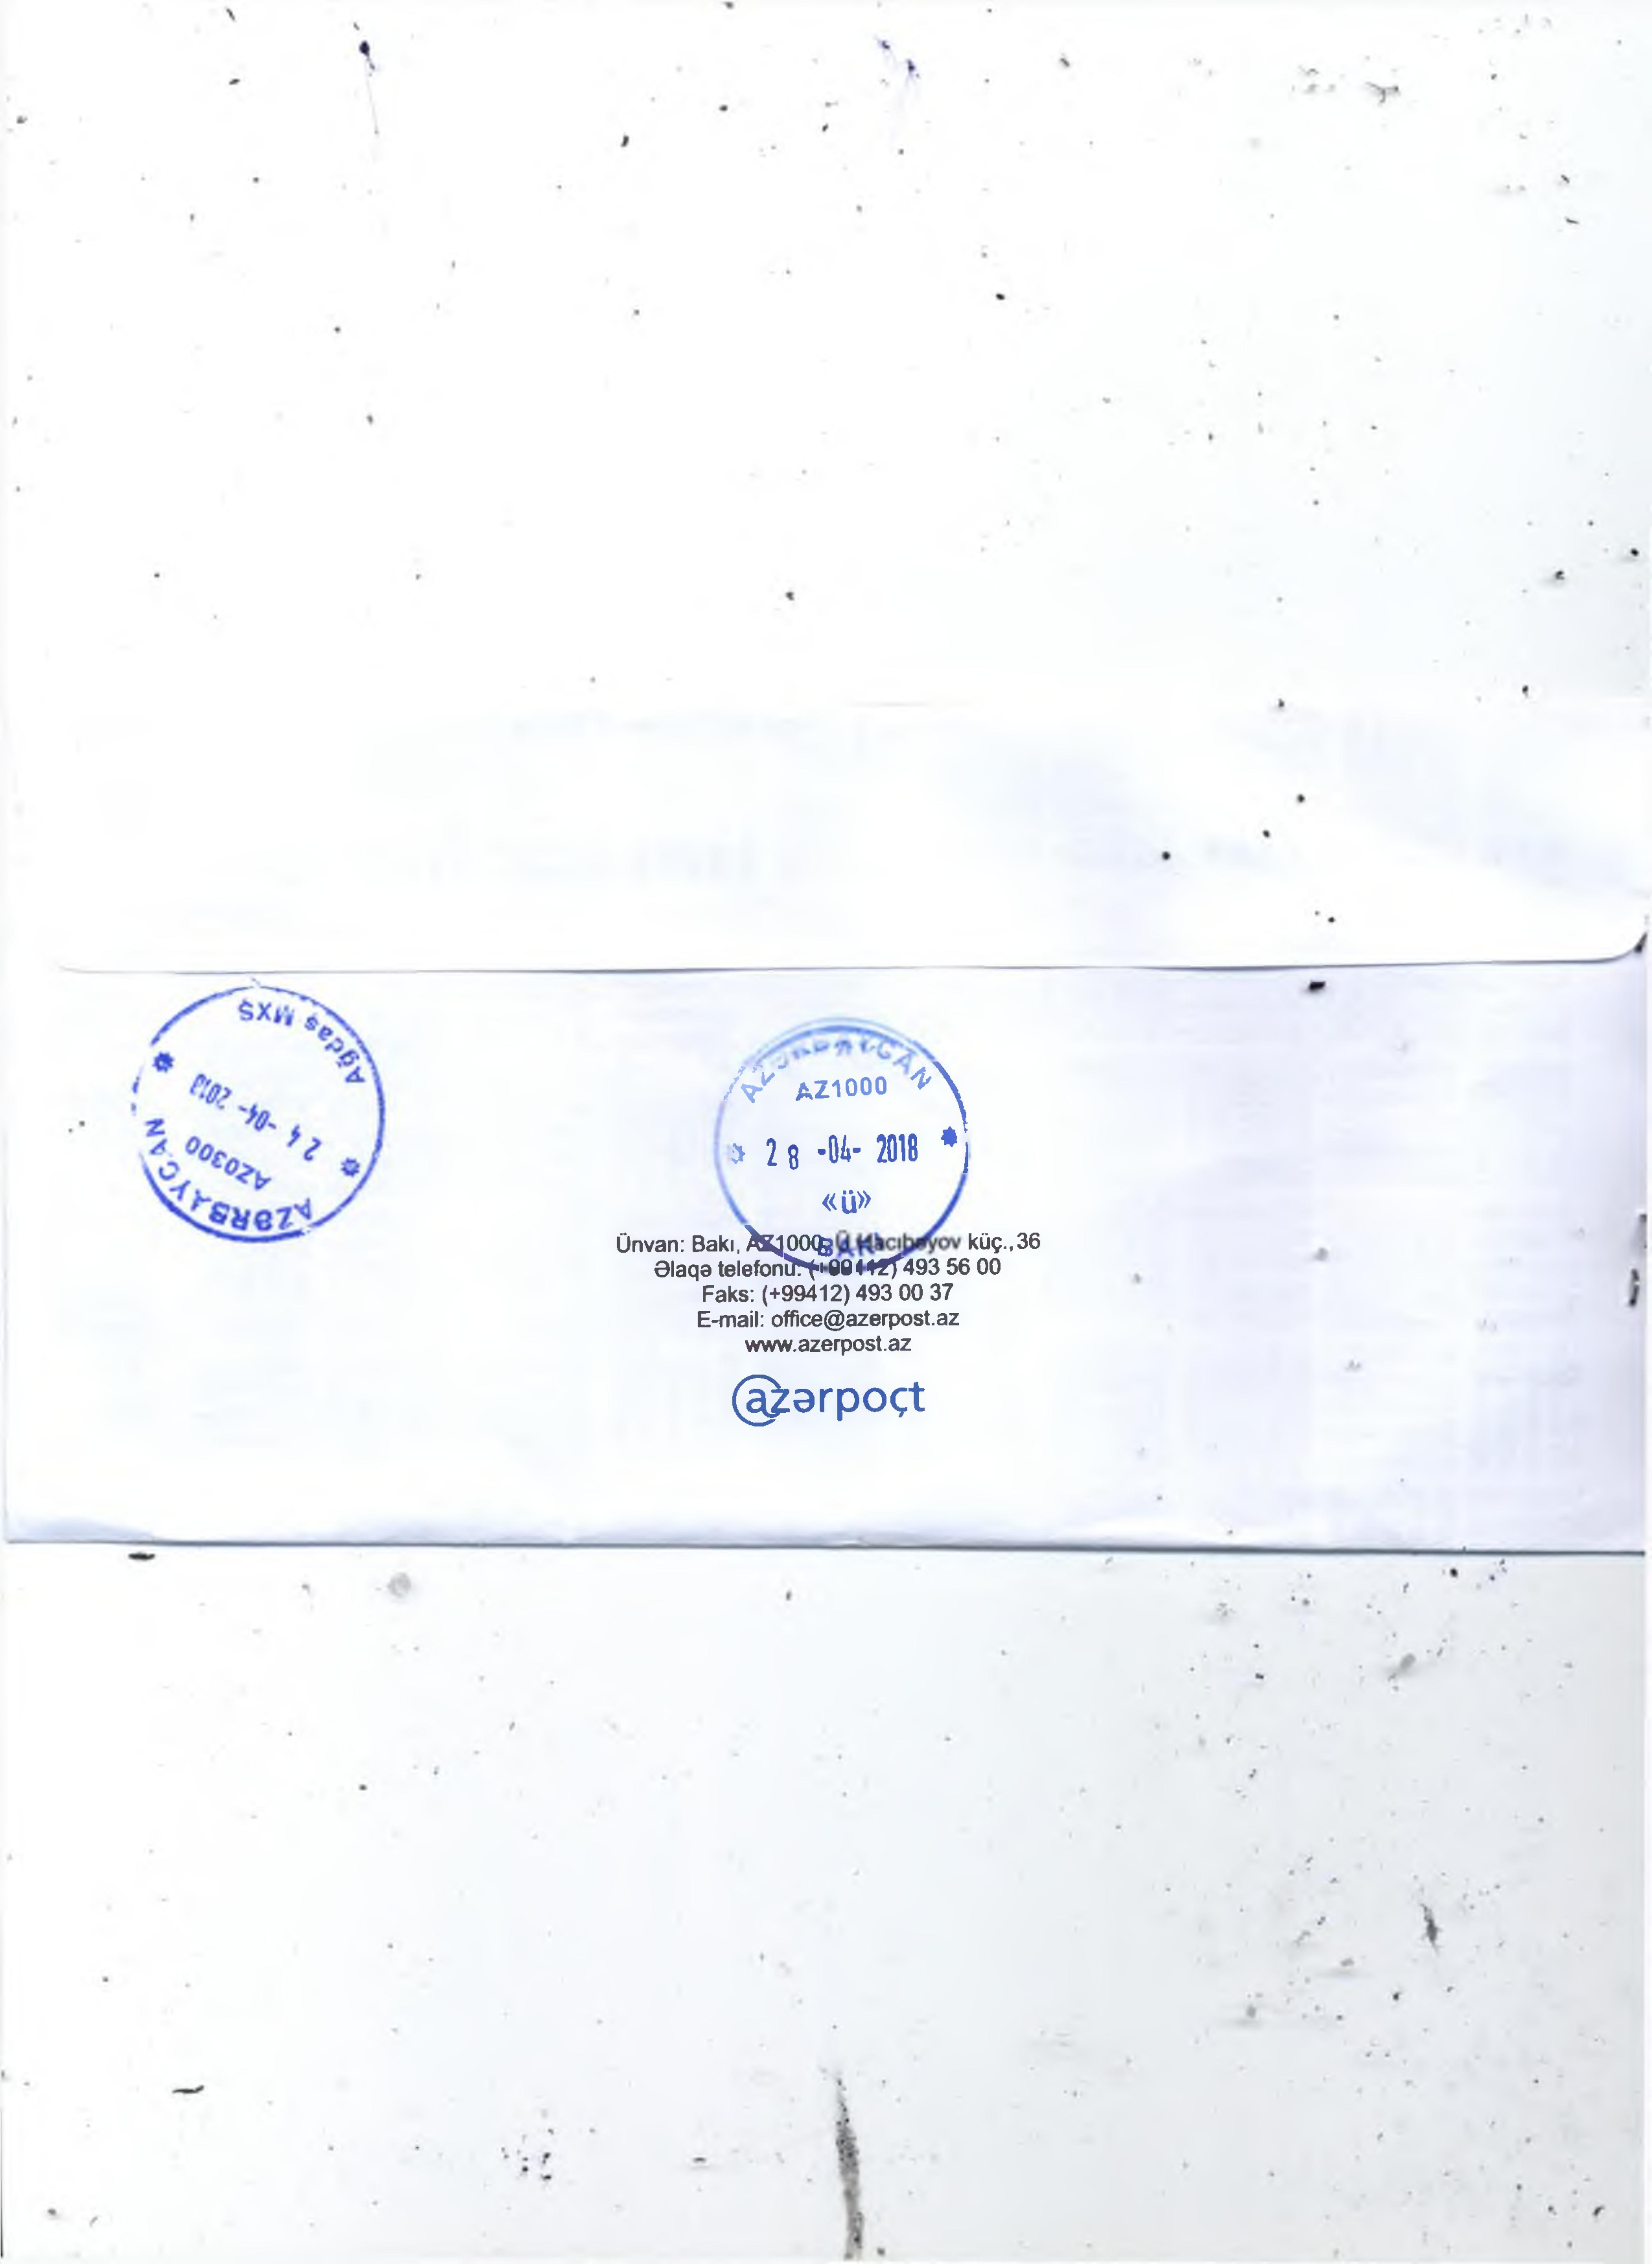 AZƏRBAYCAN
AZ0300
24 -04- 2018
Ağdaş MXS
AZƏRBAYCAN
AZ1000
28 -04- 2018
«Ü»
BAKI
Ünvan: Bakı, AZ1000, Ü.Hacıbəyov küç.,36
Əlaqə telefonu: (+99412) 493 56 00
Faks: (+99412) 493 00 37
E-mail: office@azerpost.az
www.azerpost.az
azərpoçt